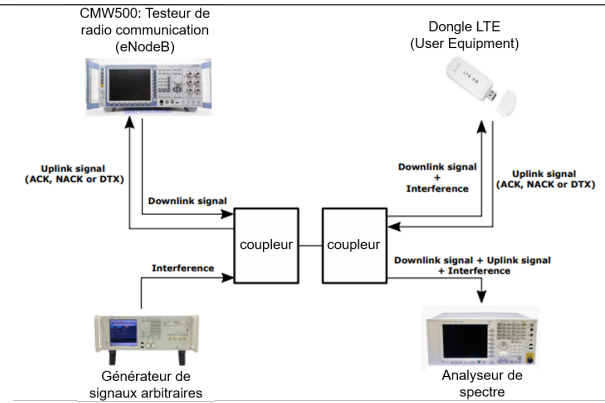 CMW500: Testeur de
radio communication
(eNodeB)
Dongle LTE
(User Equipment)
LTE 4G
Uplink signal
(ACK, NACK or DTX)
Downlink signal
Downlink signal
+
Interference
Uplink signal
(ACK, NACK or DTX)
coupleur
coupleur
Interference
Downlink signal + Uplink signal
+ Interference
Générateur de
signaux arbitraires
Analyseur de
spectre